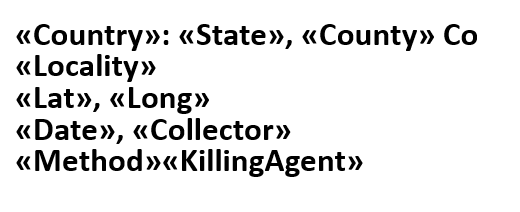 «Country»: «State», «County» Co
«Locality»
«Lat», «Long»
«Date», «Collector»
«Method»«KillingAgent»